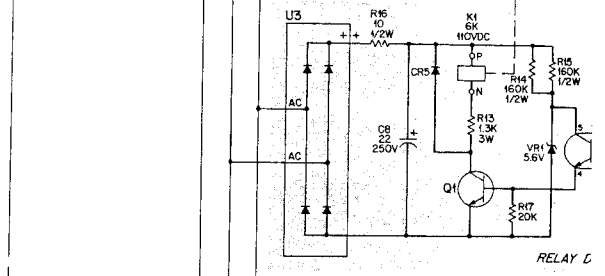 U3
R16
10
1/2W
K1
6K
110VDC
+ +
P
CR5
R14
160K
1/2W
R15
160K
1/2W
AC
N
C8
22
250V
+
R13
1.3K
3W
VR1
5.6V
5
AC
4
Q1
R17
20K
RELAY D